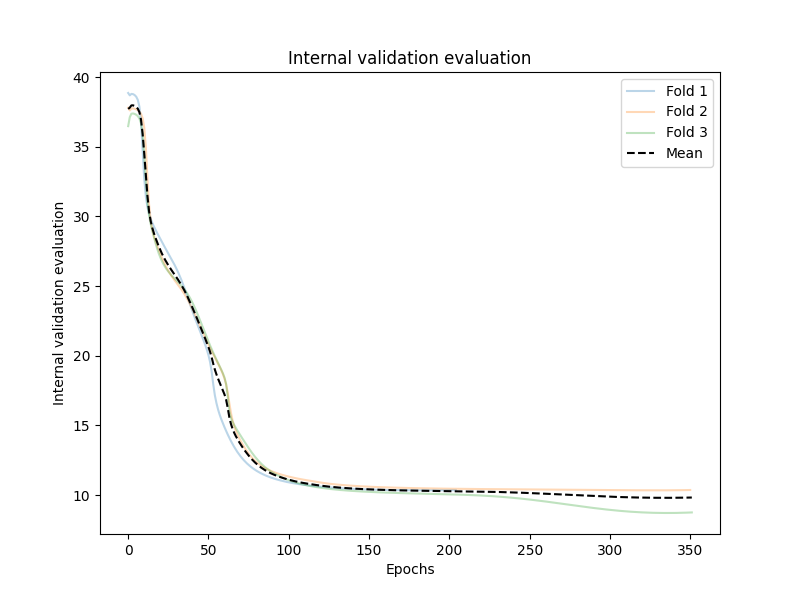 Internal validation evaluation
Fold 1
Fold 2
Fold 3
Mean
Internal validation evaluation
40
35
30
25
20
15
10
0 50 100 150 200 250 300 350
Epochs